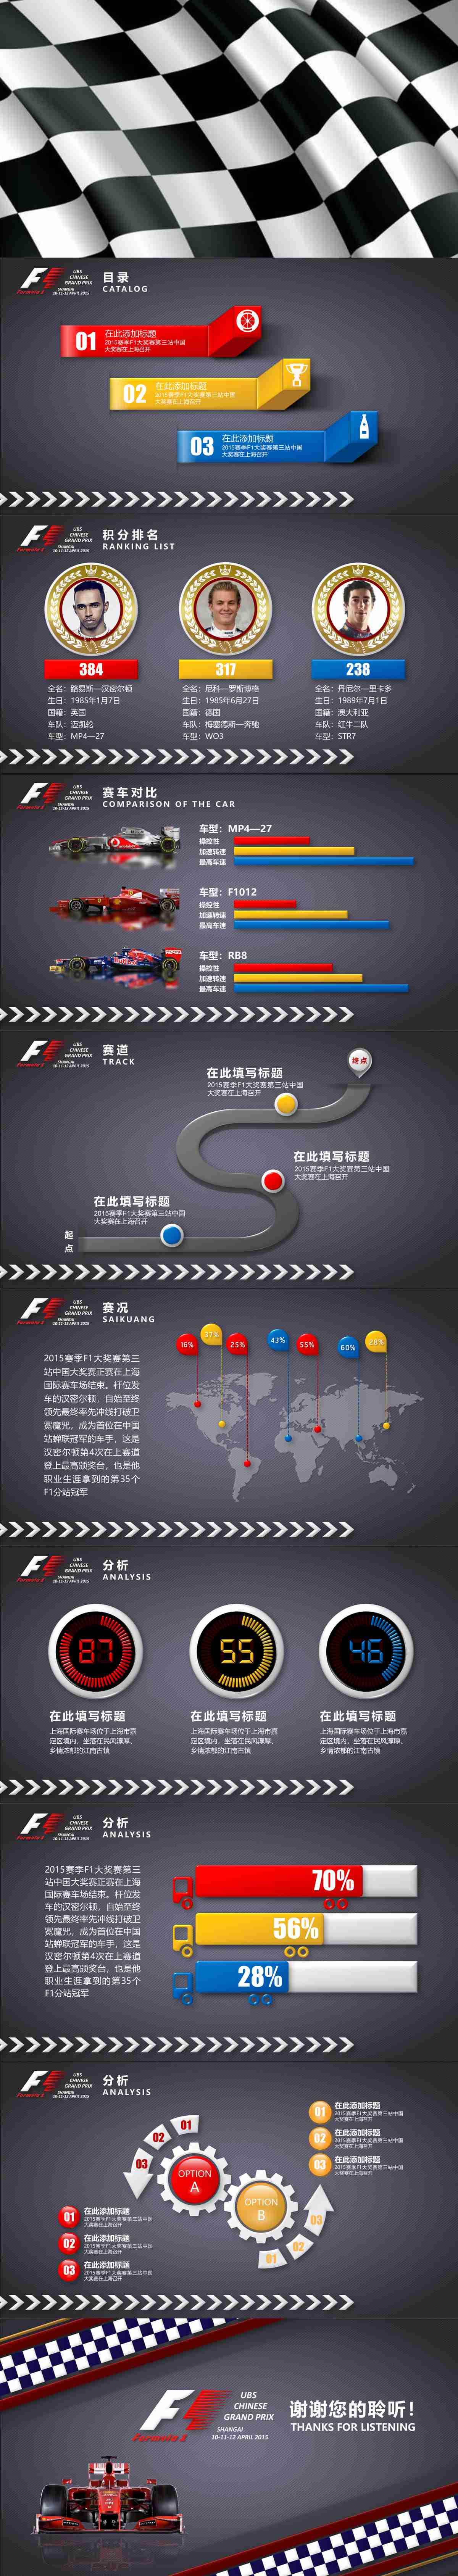 F1
Formula 1
UBS
CHINESE
GRAND PRIX
SHANGAI
10-11-12 APRIL 2015
目录
CATALOG
01
在此添加标题
2015赛季F1大奖赛第三站中国
大奖赛在上海召开
02
在此添加标题
2015赛季F1大奖赛第三站中国
大奖赛在上海召开
03
在此添加标题
2015赛季F1大奖赛第三站中国
大奖赛在上海召开
F1
Formula 1
UBS
CHINESE
GRAND PRIX
SHANGAI
10-11-12 APRIL 2015
积分排名
RANKING LIST
384
全名：路易斯—汉密尔顿
生日：1985年1月7日
国籍：英国
车队：迈凯轮
车型：MP4—27
317
全名：尼科—罗斯博格
生日：1985年6月27日
国籍：德国
车队：梅塞德斯—奔驰
车型：WO3
238
全名：丹尼尔—里卡多
生日：1989年7月1日
国籍：澳大利亚
车队：红牛二队
车型：STR7
F1
Formula 1
UBS
CHINESE
GRAND PRIX
SHANGAI
10-11-12 APRIL 2015
赛车对比
COMPARISON OF THE CAR
车型：MP4—27
操控性
加速转速
最高车速
车型：F1012
操控性
加速转速
最高车速
车型：RB8
操控性
加速转速
最高车速
F1
Formula 1
UBS
CHINESE
GRAND PRIX
SHANGAI
10-11-12 APRIL 2015
赛道
TRACK
终点
在此填写标题
2015赛季F1大奖赛第三站中国
大奖赛在上海召开
在此填写标题
2015赛季F1大奖赛第三站中国
大奖赛在上海召开
在此填写标题
2015赛季F1大奖赛第三站中国
大奖赛在上海召开
起
点
F1
Formula 1
UBS
CHINESE
GRAND PRIX
SHANGAI
10-11-12 APRIL 2015
赛况
SAIKUANG
16%
37%
25%
43%
55%
60%
28%
2015赛季F1大奖赛第三
站中国大奖赛正赛在上海
国际赛车场结束。杆位发
车的汉密尔顿，自始至终
领先最终率先冲线打破卫
冕魔咒，成为首位在中国
站蝉联冠军的车手，这是
汉密尔顿第4次在上赛道
登上最高颁奖台，也是他
职业生涯拿到的第35个
F1分站冠军
F1
Formula 1
UBS
CHINESE
GRAND PRIX
SHANGAI
10-11-12 APRIL 2015
分析
ANALYSIS
87
55
46
在此填写标题
上海国际赛车场位于上海市嘉
定区境内，坐落在民风淳厚、
乡情浓郁的江南古镇
在此填写标题
上海国际赛车场位于上海市嘉
定区境内，坐落在民风淳厚、
乡情浓郁的江南古镇
在此填写标题
上海国际赛车场位于上海市嘉
定区境内，坐落在民风淳厚、
乡情浓郁的江南古镇
F1
Formula 1
UBS
CHINESE
GRAND PRIX
SHANGAI
10-11-12 APRIL 2015
分析
ANALYSIS
2015赛季F1大奖赛第三
站中国大奖赛正赛在上海
国际赛车场结束。杆位发
车的汉密尔顿，自始至终
领先最终率先冲线打破卫
冕魔咒，成为首位在中国
站蝉联冠军的车手，这是
汉密尔顿第4次在上赛道
登上最高颁奖台，也是他
职业生涯拿到的第35个
F1分站冠军
70%
56%
28%
F1
Formula 1
UBS
CHINESE
GRAND PRIX
SHANGAI
10-11-12 APRIL 2015
分析
ANALYSIS
01
02
03
OPTION
A
OPTION
B
01
02
03
01
在此添加标题
2015赛季F1大奖赛第三站中国
大奖赛在上海召开
02
在此添加标题
2015赛季F1大奖赛第三站中国
大奖赛在上海召开
03
在此添加标题
2015赛季F1大奖赛第三站中国
大奖赛在上海召开
01
在此添加标题
2015赛季F1大奖赛第三站中国
大奖赛在上海召开
02
在此添加标题
2015赛季F1大奖赛第三站中国
大奖赛在上海召开
03
在此添加标题
2015赛季F1大奖赛第三站中国
大奖赛在上海召开
F1
Formula 1
UBS
CHINESE
GRAND PRIX
SHANGAI
10-11-12 APRIL 2015
谢谢您的聆听！
THANKS FOR LISTENING